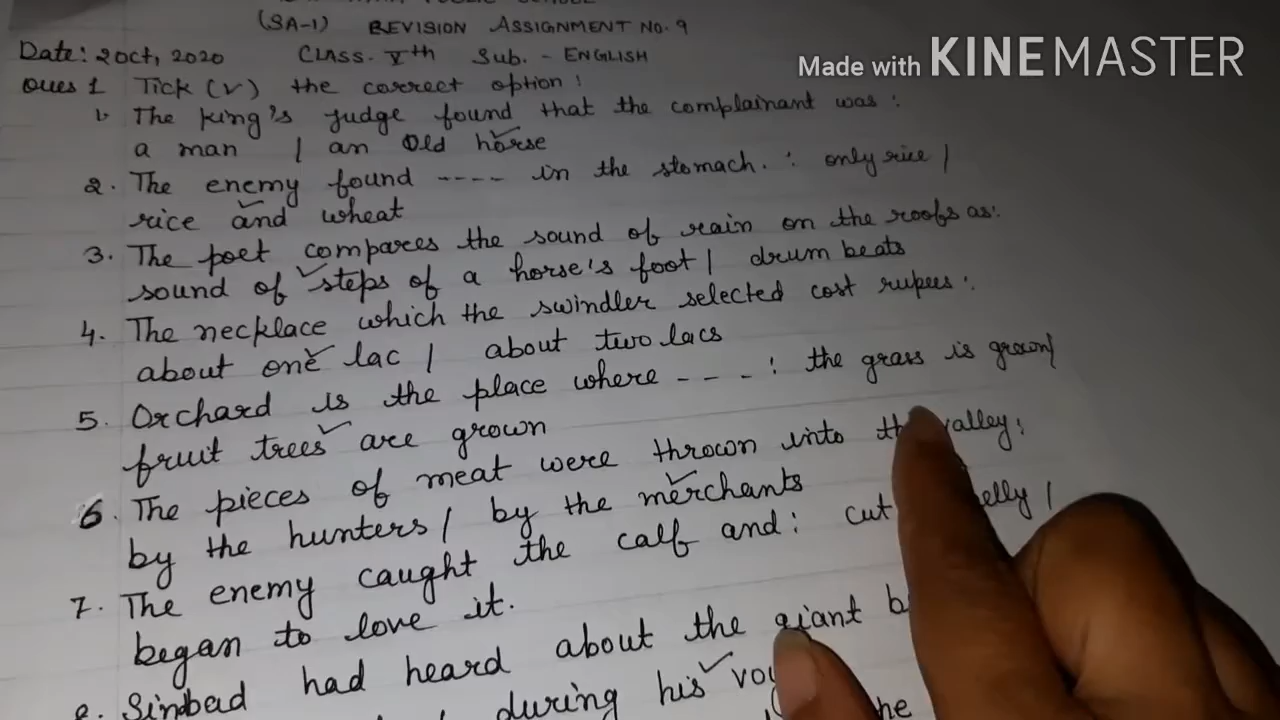 (SA-1) REVISION ASSIGNMENT NO. 9
Made with KINEMASTER
Date: 2 Oct, 2020 CLASS. Vth Sub. - ENGLISH
Ques 1 Tick (✓) the correct option:
1. The King's judge found that the complainant was:
a man / an old horse
2. The enemy found ---- in the stomach. : only rice /
rice and wheat
3. The poet compares the sound of rain on the roofs as:
sound of steps of a horse's foot / drum beats
4. The necklace which the swindler selected cost rupees:
about one lac / about two lacs
5. Orchard is the place where ---- : the grass is grown/
fruit trees are grown
6. The pieces of meat were thrown into the valley:
by the hunters / by the merchants
7. The enemy caught the calf and: cut belly /
began to love it.
8. Sindbad had heard about the giant
during his